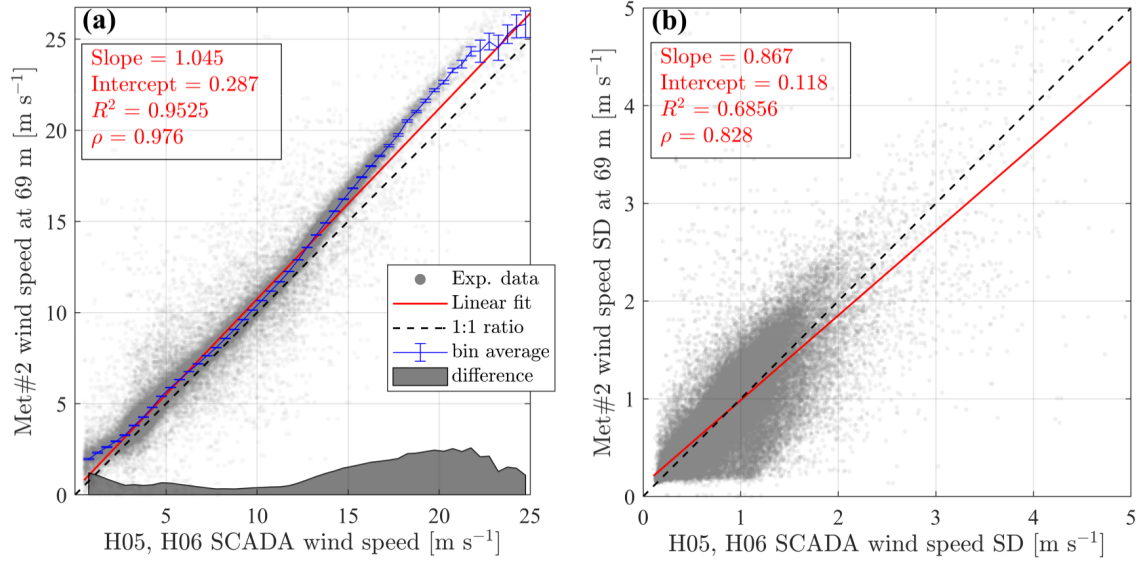 (a)
Slope = 1.045
Intercept = 0.287
R² = 0.9525
ρ = 0.976
Met#2 wind speed at 69 m [m s⁻¹]
25
20
15
10
5
0
Exp. data
Linear fit
1:1 ratio
bin average
difference
5
10
15
20
25
H05, H06 SCADA wind speed [m s⁻¹]
(b)
Slope = 0.867
Intercept = 0.118
R² = 0.6856
ρ = 0.828
Met#2 wind speed SD at 69 m [m s⁻¹]
5
4
3
2
1
0
0
1
2
3
4
5
H05, H06 SCADA wind speed SD [m s⁻¹]